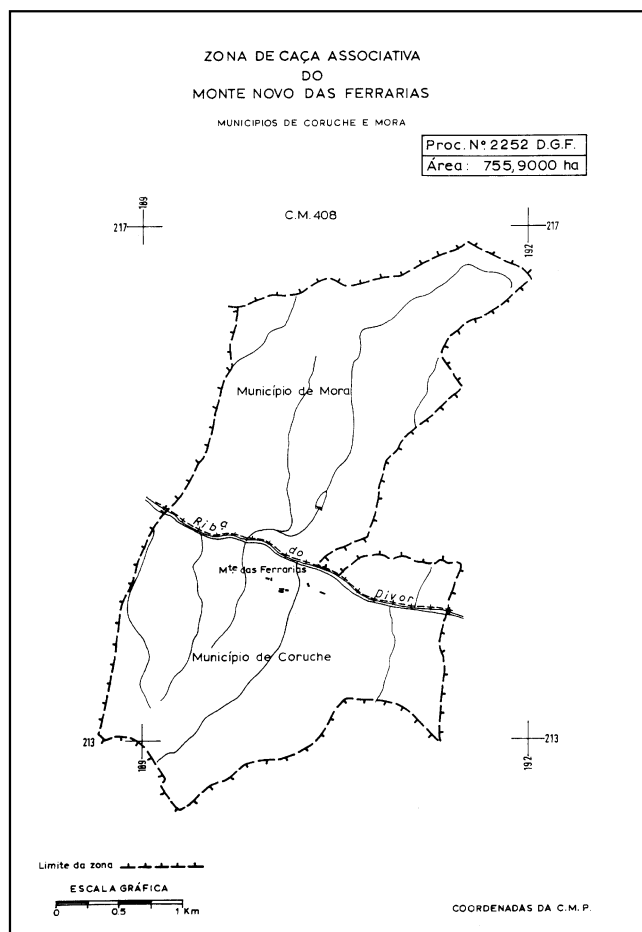 ZONA DE CAÇA ASSOCIATIVA
DO
MONTE NOVO DAS FERRARIAS
MUNICIPIOS DE CORUCHE E MORA
Proc. Nº 2252 D.G.F.
Área: 755,9000 ha
189
217
C.M. 408
217
192
Município de Mora
Ribª do Divor
Mte das Ferrarias
Município de Coruche
213
189
213
192
Limite da zona
ESCALA GRÁFICA
0 0.5 1 Km
COORDENADAS DA C.M.P.